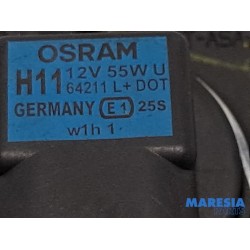 OSRAM
H11 12V 55W U
64211 L+ DOT
GERMANY E1 25S
w1h 1·
MARESIA